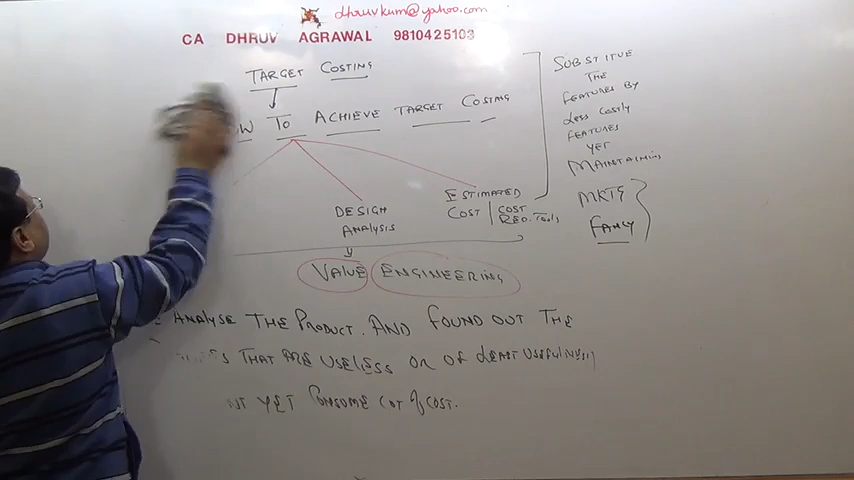 dhruvkum@yahoo.com
CA DHRUV AGRAWAL 9810425103
TARGET COSTING
TO ACHIEVE TARGET COSTING
DESIGN
ANALYSIS
ESTIMATED
COST | COST
RED. TOOLS
VALUE ENGINEERING
ANALYSE THE PRODUCT. AND FOUND OUT THE
THAT ARE USELESS OR OF LEAST USEFULNESS
YET CONSUME LOT OF COST.
SUBSTITUE
THE
FEATURES BY
LESS COSTLY
FEATURES
YET
MAINTAINING
MKTG
FANCY